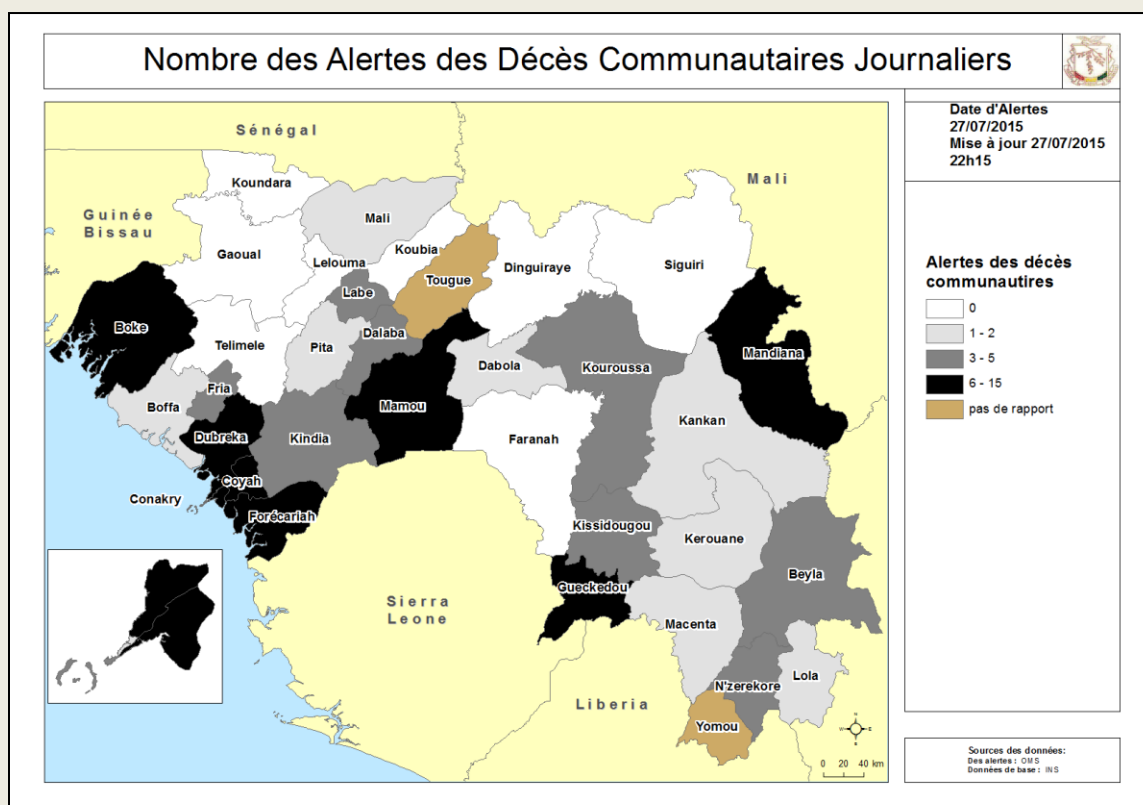 Nombre des Alertes des Décès Communautaires Journaliers
Date d'Alertes
27/07/2015
Mise à jour 27/07/2015
22h15
Sénégal
Mali
Guinée
Bissau
Koundara
Mali
Gaoual
Koubia
Lelouma
Tougue
Dinguiraye
Siguiri
Labe
Boke
Telimele
Pita
Dalaba
Dabola
Kouroussa
Mandiana
Fria
Boffa
Mamou
Kankan
Dubreka
Kindia
Faranah
Coyah
Conakry
Forécariah
Kissidougou
Kerouane
Beyla
Gueckedou
Sierra
Leone
Macenta
Lola
N'zerekore
Liberia
Yomou
N
W
E
S
0 20 40 km
Alertes des décès
communautires
0
1 - 2
3 - 5
6 - 15
pas de rapport
Sources des données:
Des alertes : OMS
Données de base : INS